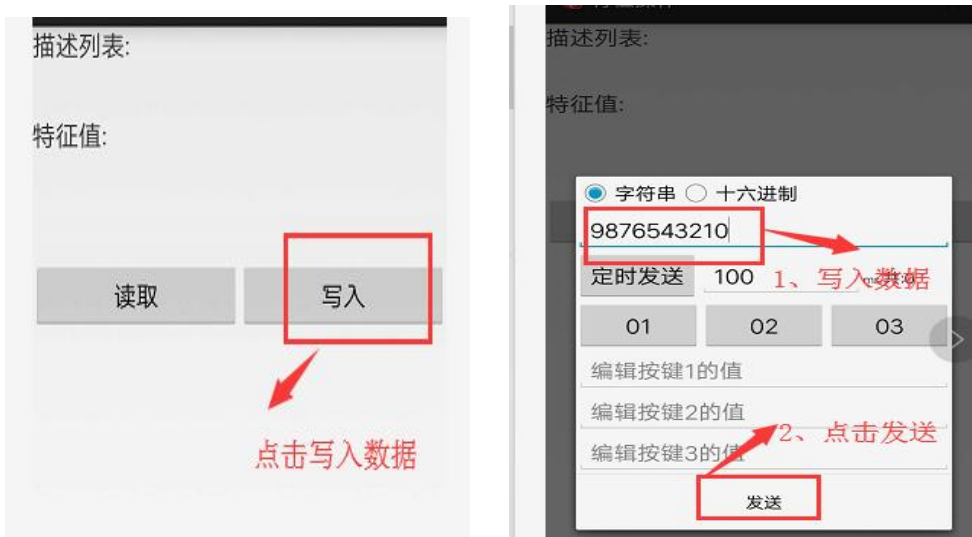 描述列表:
特征值:
读取
写入
点击写入数据
描述列表:
特征值:
字符串
十六进制
9876543210
定时发送
100
1、写入数据
01
02
03
编辑按键1的值
编辑按键2的值
2、点击发送
编辑按键3的值
发送